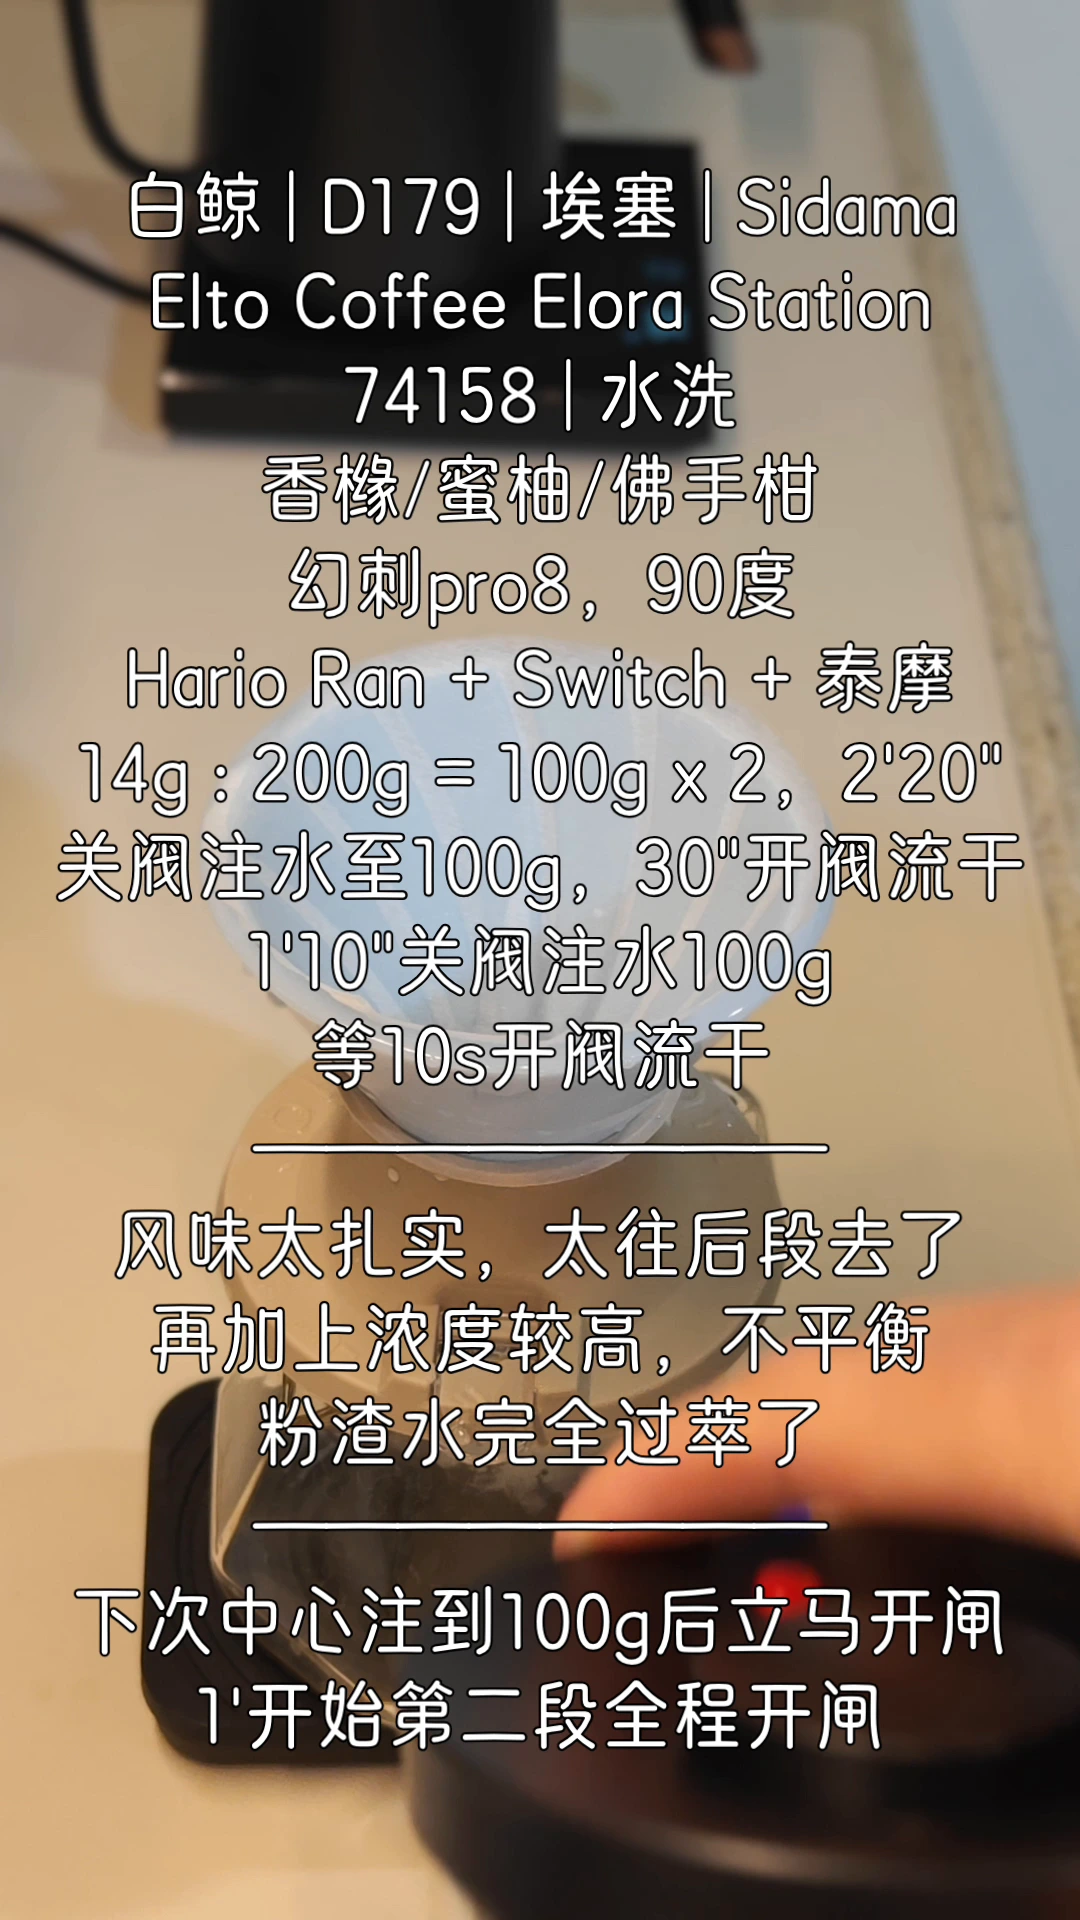 白鲸 | D179 | 埃塞 | Sidama
Elto Coffee Elora Station
74158 | 水洗
香橼/蜜柚/佛手柑
幻刺pro8，90度
Hario Ran + Switch + 泰摩
14g : 200g = 100g x 2，2'20"
关阀注水至100g，30"开阀流干
1'10"关阀注水100g
等10s开阀流干
风味太扎实，太往后段去了
再加上浓度较高，不平衡
粉渣水完全过萃了
下次中心注到100g后立马开闸
1'开始第二段全程开闸